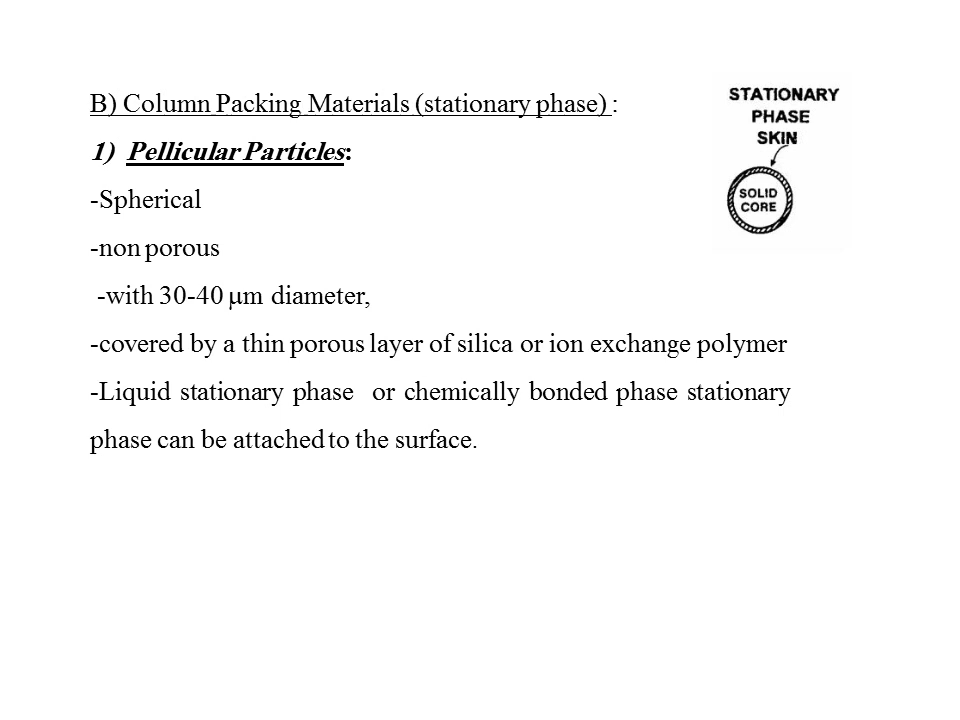 B) Column Packing Materials (stationary phase) :
1) Pellicular Particles:
-Spherical
-non porous
-with 30-40 μm diameter,
-covered by a thin porous layer of silica or ion exchange polymer
-Liquid stationary phase or chemically bonded phase stationary
phase can be attached to the surface.
STATIONARY
PHASE
SKIN
SOLID
CORE